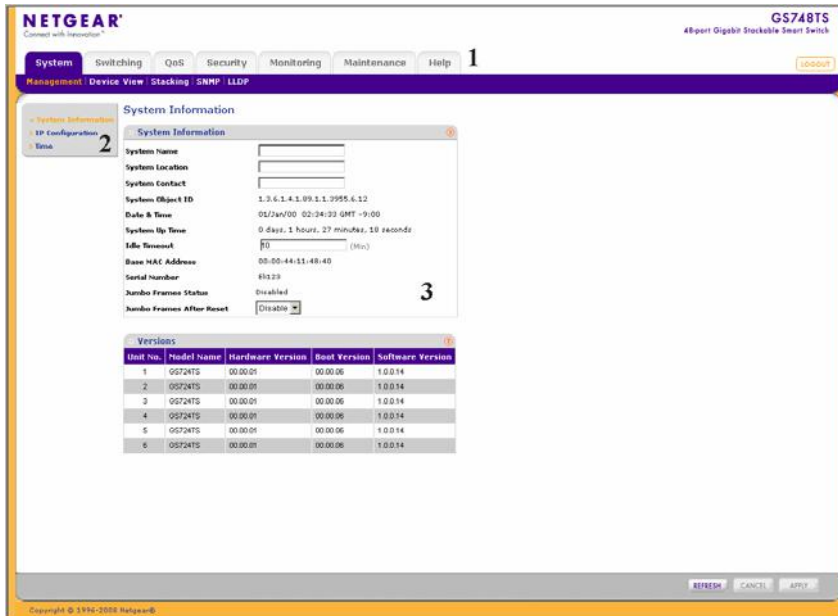 NETGEAR®
Connect with Innovation™
GS748TS
48-port Gigabit Stackable Smart Switch
System Switching QoS Security Monitoring Maintenance Help 1
LOGOUT
Management Device View Stacking SNMP LLDP
System Information
IP Configuration
Time
2
System Information
System Information
System Name
System Location
System Contact
System Object ID 1.3.6.1.4.1.89.1.1.3955.6.12
Date & Time 01/Jan/00 02:34:33 GMT -9:00
System Up Time 0 days, 1 hours, 27 minutes, 18 seconds
Idle Timeout 10 (Min)
Base MAC Address 00:00:44:11:48:40
Serial Number
Jumbo Frames Status Disabled
3
Jumbo Frames After Reset Disable
Versions
Unit No. Model Name Hardware Version Boot Version Software Version
1 GS724TS 00.00.01 00.00.06 1.0.0.14
2 GS724TS 00.00.01 00.00.06 1.0.0.14
3 GS724TS 00.00.01 00.00.06 1.0.0.14
4 GS724TS 00.00.01 00.00.06 1.0.0.14
5 GS724TS 00.00.01 00.00.06 1.0.0.14
6 GS724TS 00.00.01 00.00.06 1.0.0.14
REFRESH CANCEL APPLY
Copyright © 1996-2008 Netgear®